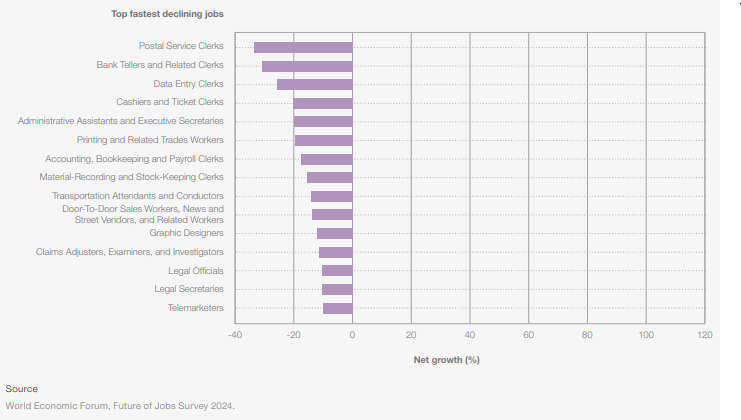 Top fastest declining jobs
Postal Service Clerks
Bank Tellers and Related Clerks
Data Entry Clerks
Cashiers and Ticket Clerks
Administrative Assistants and Executive Secretaries
Printing and Related Trades Workers
Accounting, Bookkeeping and Payroll Clerks
Material-Recording and Stock-Keeping Clerks
Transportation Attendants and Conductors
Door-To-Door Sales Workers, News and
Street Vendors, and Related Workers
Graphic Designers
Claims Adjusters, Examiners, and Investigators
Legal Officials
Legal Secretaries
Telemarketers
-40 -20 0 20 40 60 80 100 120
Net growth (%)
Source
World Economic Forum, Future of Jobs Survey 2024.